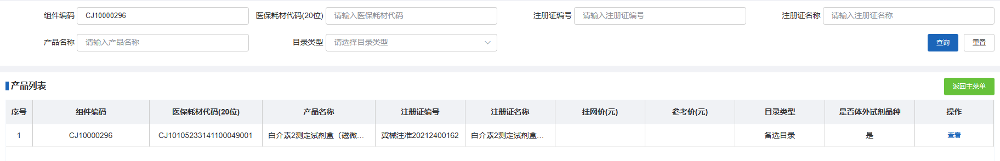 组件编码 CJ10000296 医保耗材代码(20位) 请输入医保耗材代码 注册证编号 请输入注册证编号 注册证名称 请输入注册证名称
产品名称 请输入产品名称 目录类型 请选择目录类型 查询 重置
产品列表 返回主菜单
序号 组件编码 医保耗材代码(20位) 产品名称 注册证编号 注册证名称 挂网价(元) 参考价(元) 目录类型 是否体外试剂品种 操作
1 CJ10000296 CJ10105233141100049001 白介素2测定试剂盒（磁微... 冀械注准20212400162 白介素2测定试剂盒... 备选目录 是 查看